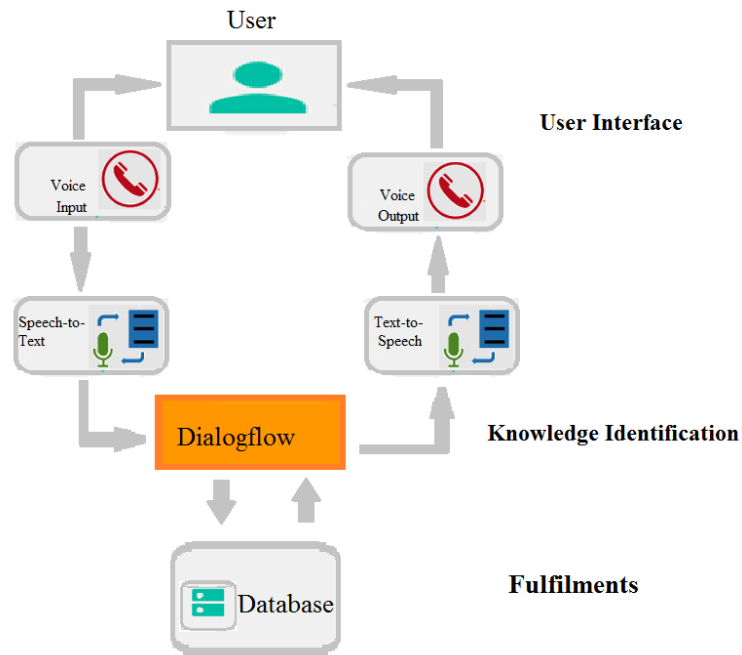 User
User Interface
Voice
Input
Voice
Output
Speech-to-
Text
Text-to-
Speech
Dialogflow
Knowledge Identification
Database
Fulfilments